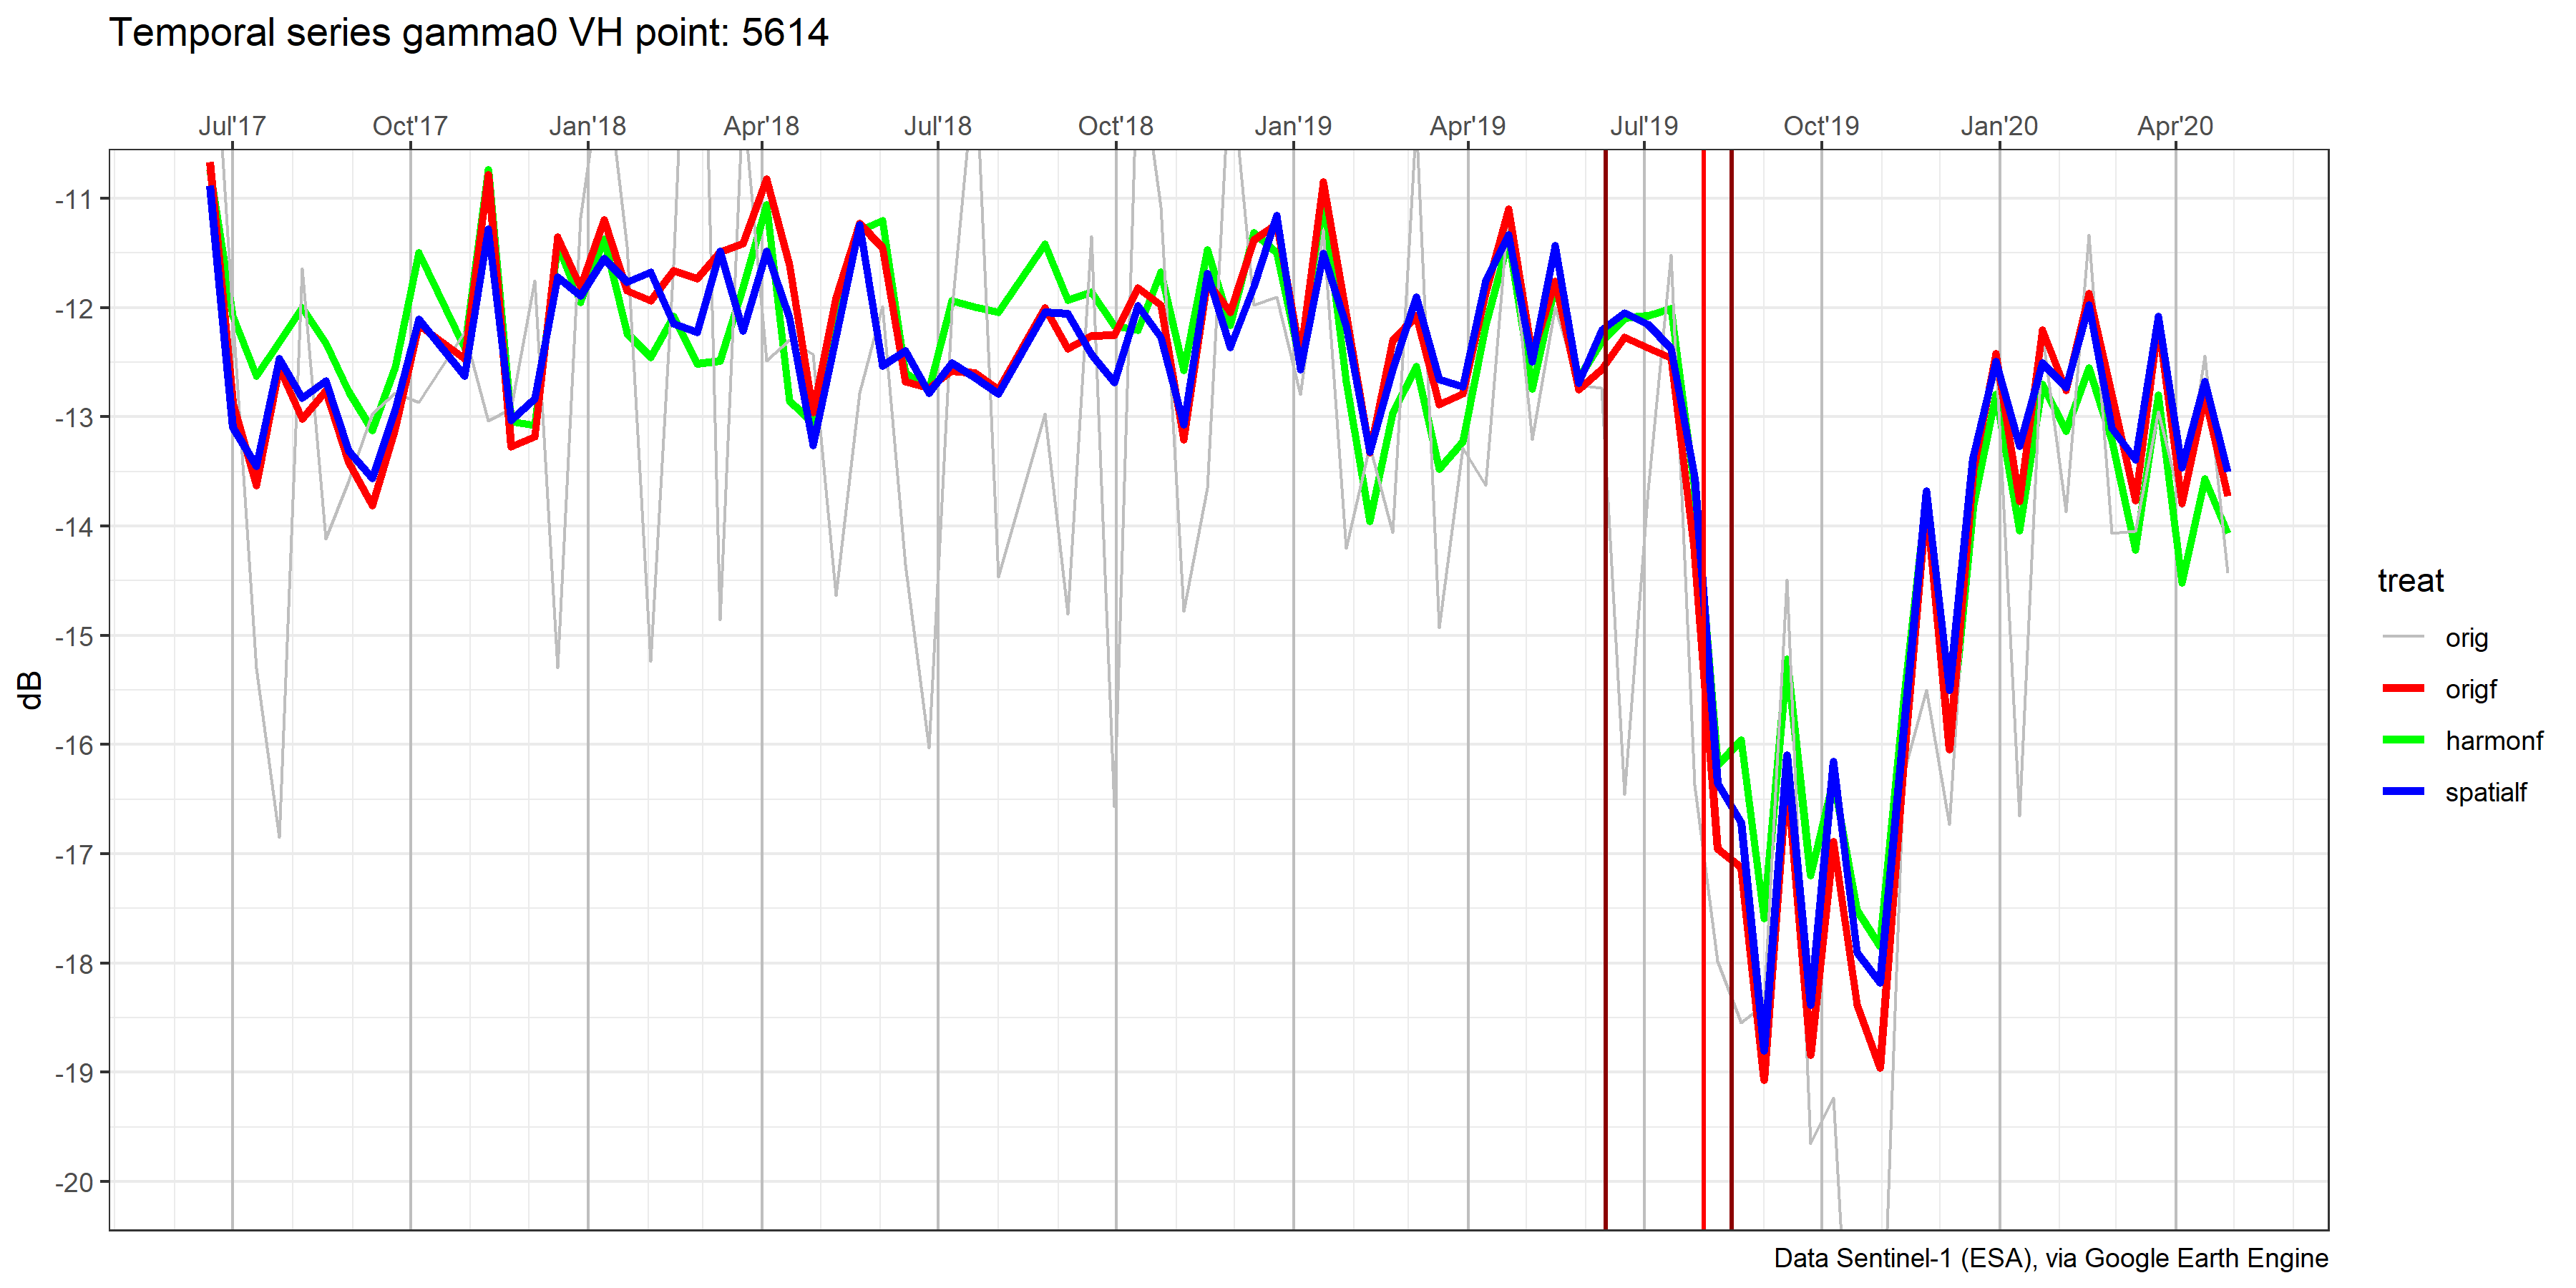 Temporal series gamma0 VH point: 5614
Jul'17 Oct'17 Jan'18 Apr'18 Jul'18 Oct'18 Jan'19 Apr'19 Jul'19 Oct'19 Jan'20 Apr'20
-11
-12
-13
-14
-15
-16
-17
-18
-19
-20
dB
treat
orig
origf
harmonf
spatialf
Data Sentinel-1 (ESA), via Google Earth Engine